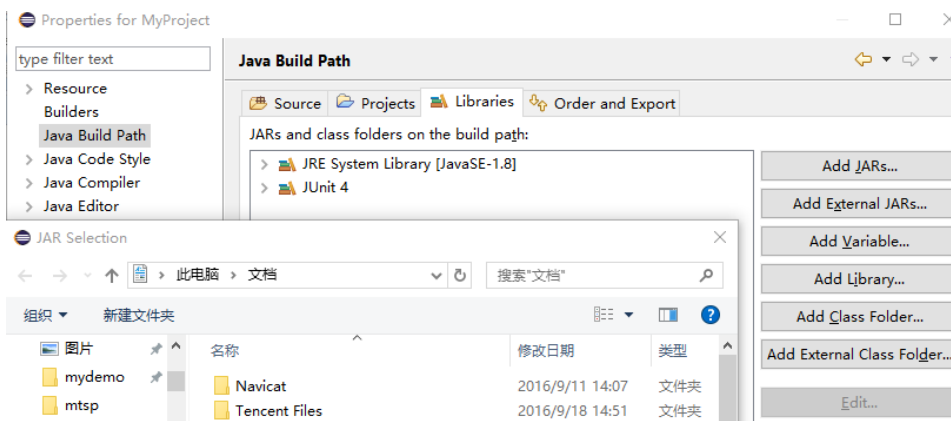 Properties for MyProject
type filter text
Java Build Path
Resource
Builders
Java Build Path
Java Code Style
Java Compiler
Java Editor
Source Projects Libraries Order and Export
JARs and class folders on the build path:
JRE System Library [JavaSE-1.8]
JUnit 4
Add JARs...
Add External JARs...
Add Variable...
Add Library...
Add Class Folder...
Add External Class Folder...
Edit...
JAR Selection
此电脑 › 文档
搜索"文档"
组织 新建文件夹
图片
mydemo
mtsp
名称 修改日期 类型
Navicat 2016/9/11 14:07 文件夹
Tencent Files 2016/9/18 14:51 文件夹